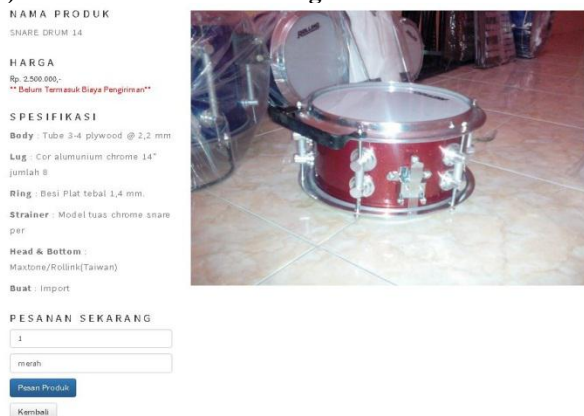 NAMA PRODUK
SNARE DRUM 14
HARGA
Rp. 2.500.000,-
** Belum Termasuk Biaya Pengiriman**
SPESIFIKASI
Body : Tube 3-4 plywood @ 2,2 mm
Lug : Cor alumunium chrome 14"
jumlah 8
Ring : Besi Plat tebal 1,4 mm.
Strainer : Model tuas chrome snare
per
Head & Bottom :
Maxtone/Rollink(Taiwan)
Buat : Import
PESANAN SEKARANG
1
merah
Pesan Produk
Kembali